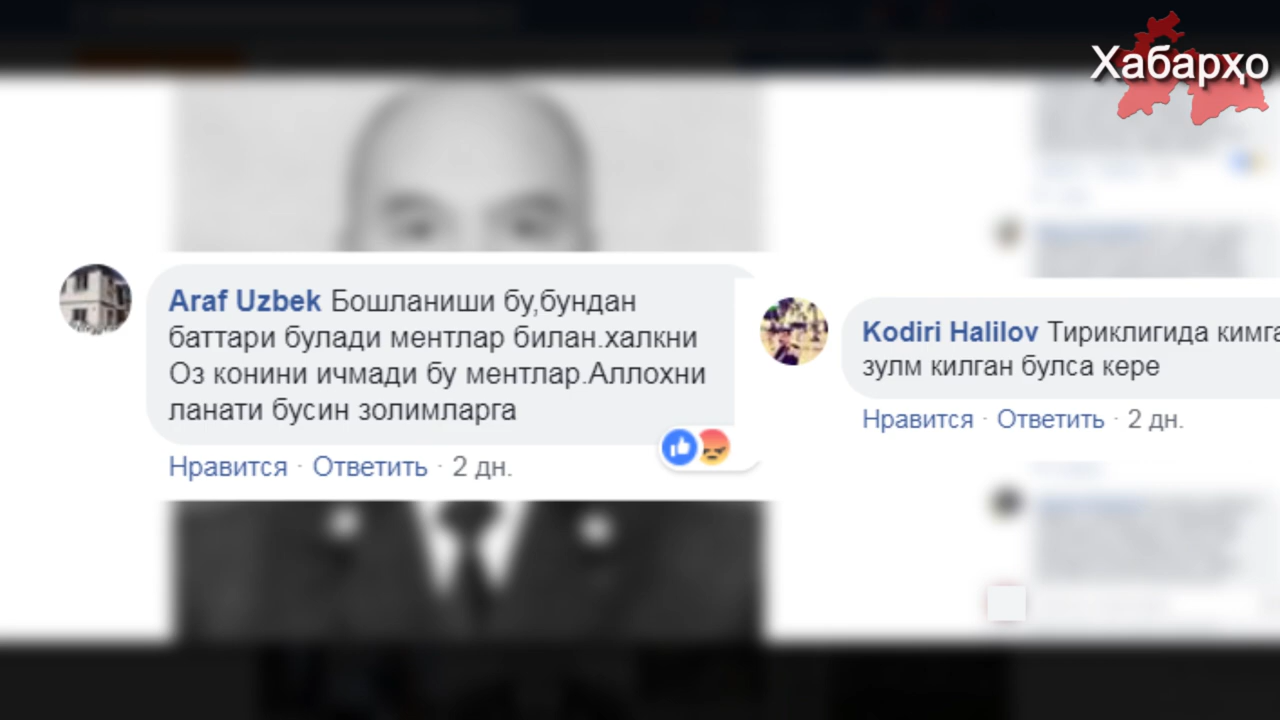 Хабарҳо
Araf Uzbek Бошланиши бу,бундан
баттари булади ментлар билан.халкни
Оз конини ичмади бу ментлар.Аллохни
ланати бусин золимларга
Нравится · Ответить · 2 дн.
Kodiri Halilov Тириклигида кимга
зулм килган булса кере
Нравится · Ответить · 2 дн.